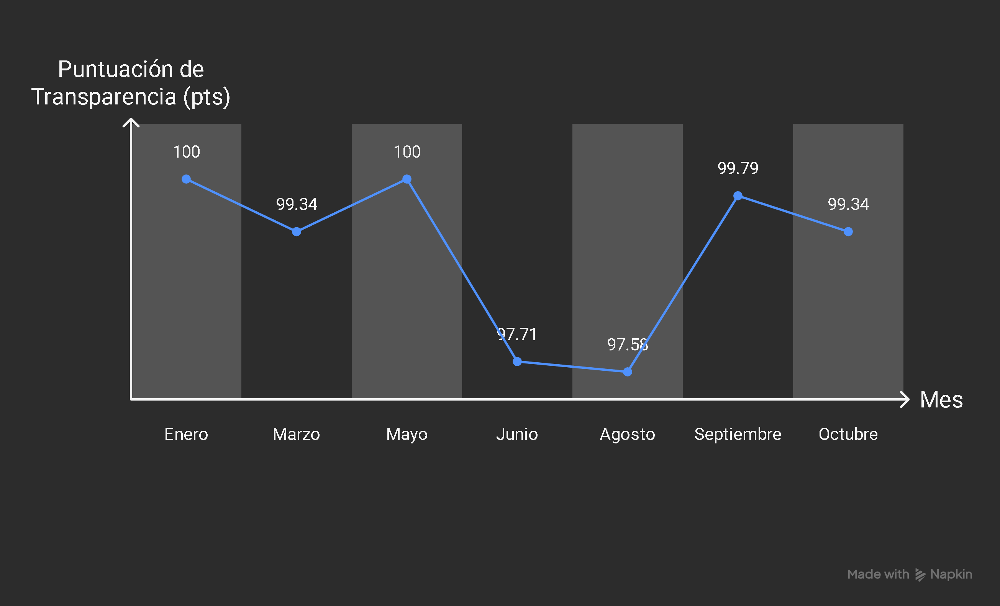 Puntuación de
Transparencia (pts)
100
99.34
100
97.71
97.58
99.79
99.34
Mes
Enero
Marzo
Mayo
Junio
Agosto
Septiembre
Octubre
Made with Napkin